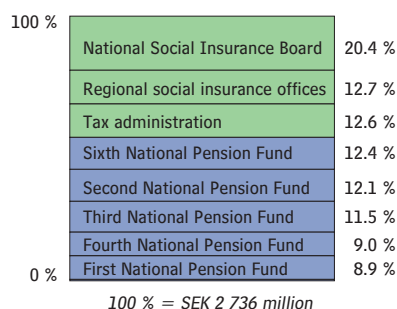 100 %
National Social Insurance Board 20.4 %
Regional social insurance offices 12.7 %
Tax administration 12.6 %
Sixth National Pension Fund 12.4 %
Second National Pension Fund 12.1 %
Third National Pension Fund 11.5 %
Fourth National Pension Fund 9.0 %
First National Pension Fund 8.9 %
0 %
100 % = SEK 2 736 million